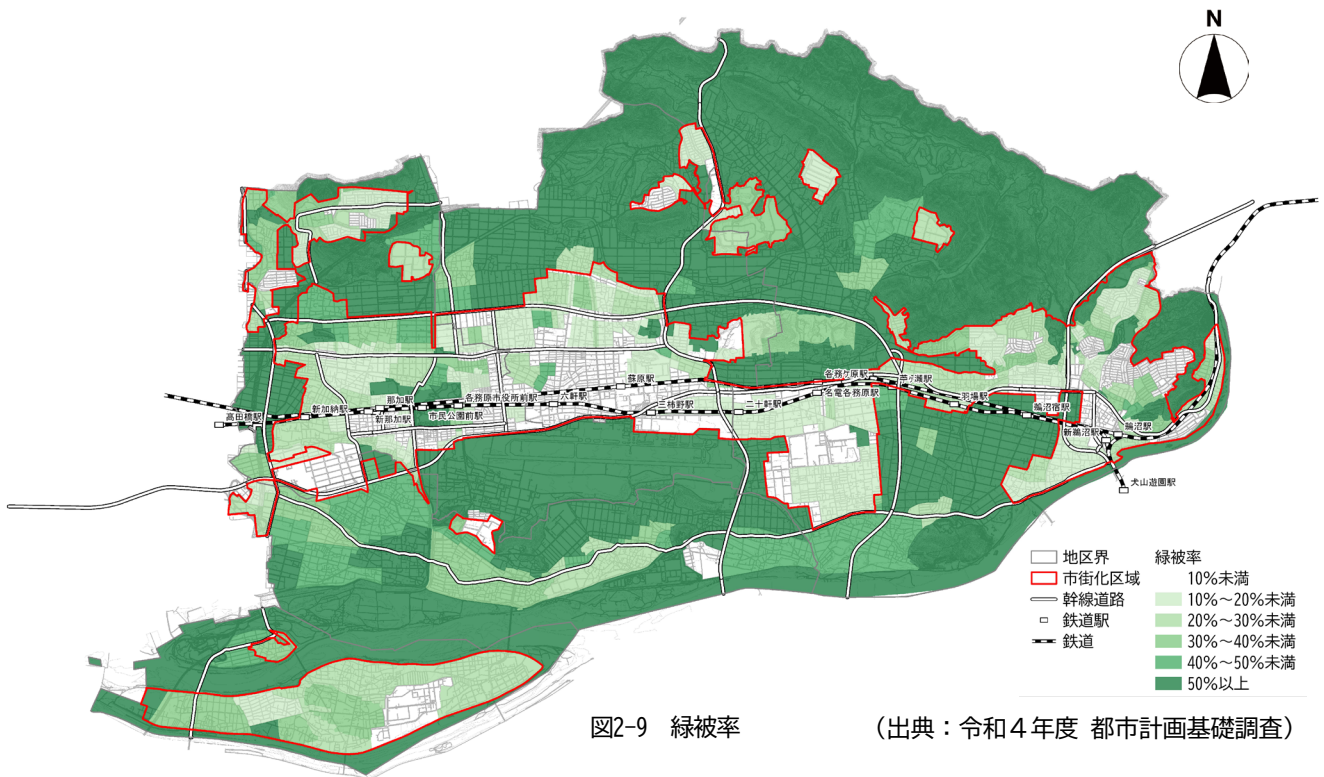 N
各務ケ原駅
苧ヶ瀬駅
蘇原駅
名電各務原駅
羽場駅
那加駅
各務原市役所前駅
六軒駅
三柿野駅
二十軒駅
鵜沼宿駅
高田橋駅
新加納駅
新那加駅
市民公園前駅
新鵜沼駅
鵜沼駅
犬山遊園駅
地区界
市街化区域
幹線道路
鉄道駅
鉄道
緑被率
10%未満
10%～20%未満
20%～30%未満
30%～40%未満
40%～50%未満
50%以上
図2-9 緑被率
（出典：令和４年度 都市計画基礎調査）